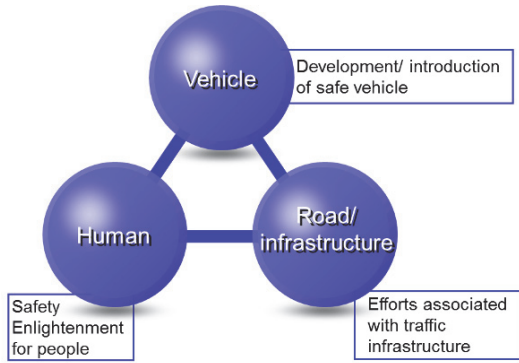 Vehicle
Development/ introduction
of safe vehicle
Human
Road/
infrastructure
Safety
Enlightenment
for people
Efforts associated
with traffic
infrastructure